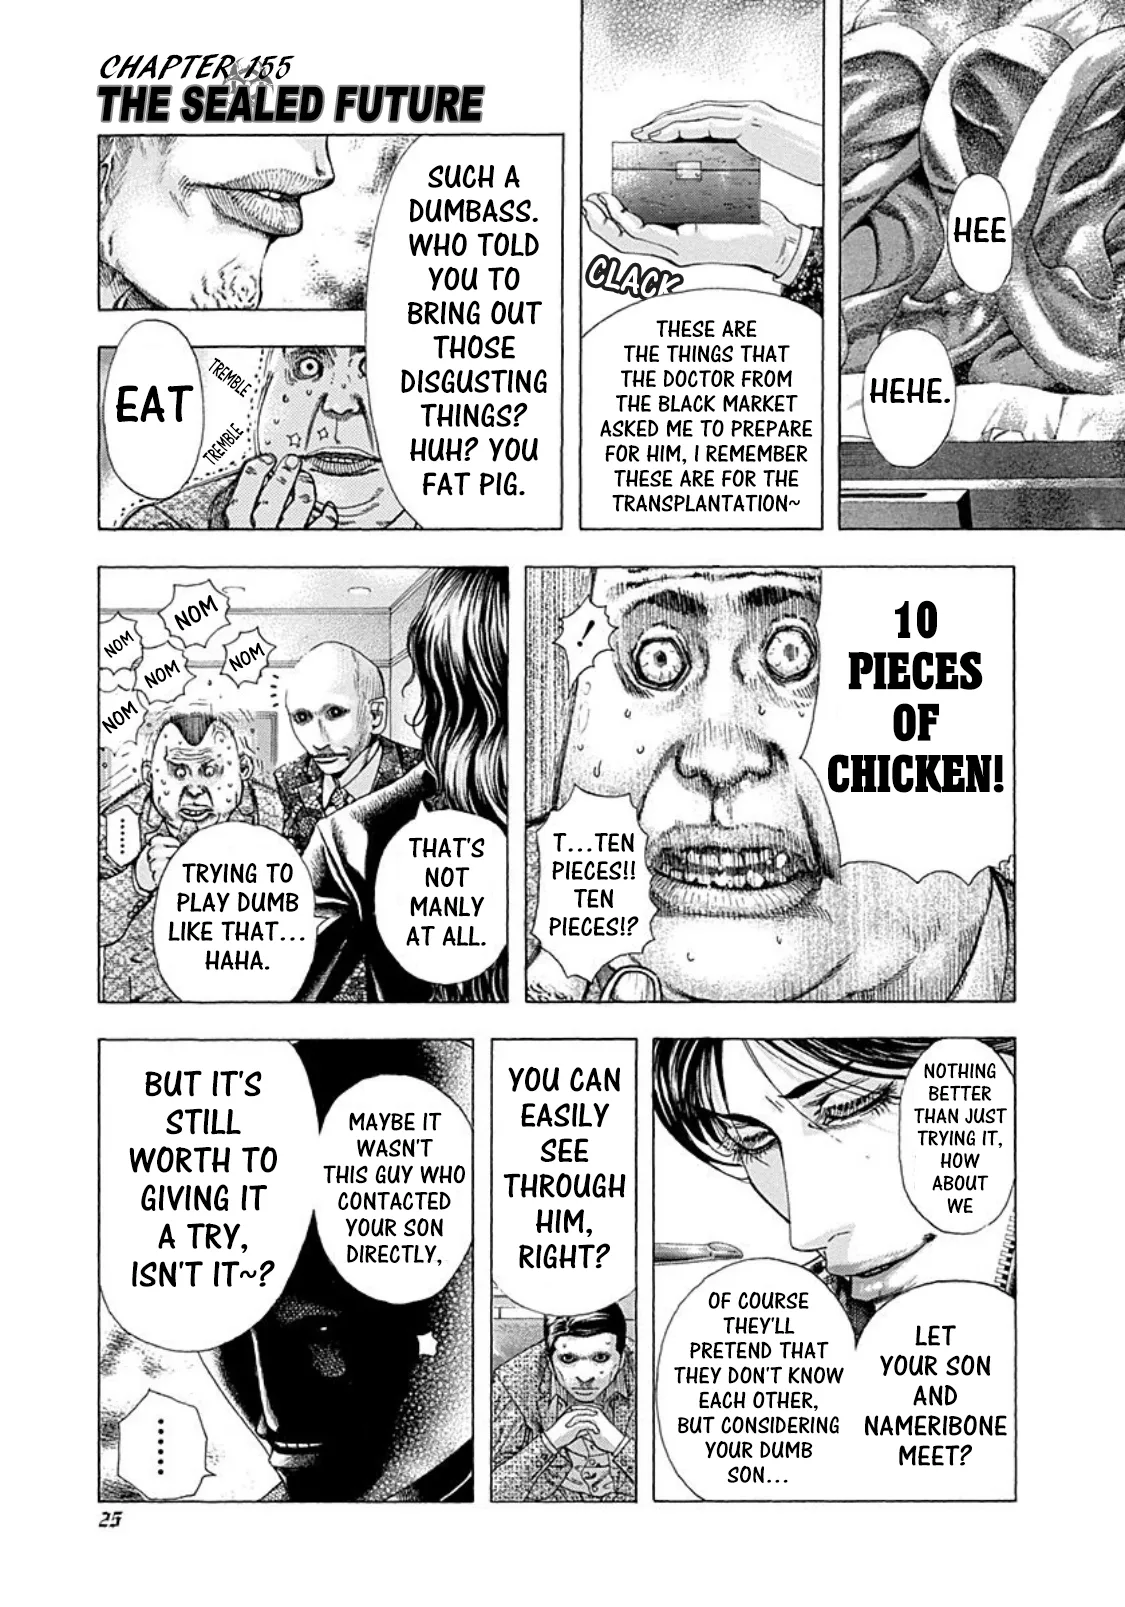 CHAPTER 155
THE SEALED FUTURE
HEE
HEHE.
CLACK
THESE ARE
THE THINGS THAT
THE DOCTOR FROM
THE BLACK MARKET
ASKED ME TO PREPARE
FOR HIM, I REMEMBER
THESE ARE FOR THE
TRANSPLANTATION~
SUCH A
DUMBASS.
WHO TOLD
YOU TO
BRING OUT
THOSE
DISGUSTING
THINGS?
HUH? YOU
FAT PIG.
TREMBLE
TREMBLE
EAT
10
PIECES
OF
CHICKEN!
!
T...TEN
PIECES!!
TEN
PIECES!?
THAT'S
NOT
MANLY
AT ALL.
NOM
NOM
NOM
NOM
NOM
......
TRYING TO
PLAY DUMB
LIKE THAT...
HAHA.
NOTHING
BETTER
THAN JUST
TRYING IT,
HOW
ABOUT
WE
LET
YOUR SON
AND
NAMERIBONE
MEET?
OF COURSE
THEY'LL
PRETEND THAT
THEY DON'T KNOW
EACH OTHER,
BUT CONSIDERING
YOUR DUMB
SON...
YOU CAN
EASILY
SEE
THROUGH
HIM,
RIGHT?
MAYBE IT
WASN'T
THIS GUY WHO
CONTACTED
YOUR SON
DIRECTLY,
BUT IT'S
STILL
WORTH TO
GIVING IT
A TRY,
ISN'T IT~?
......
25